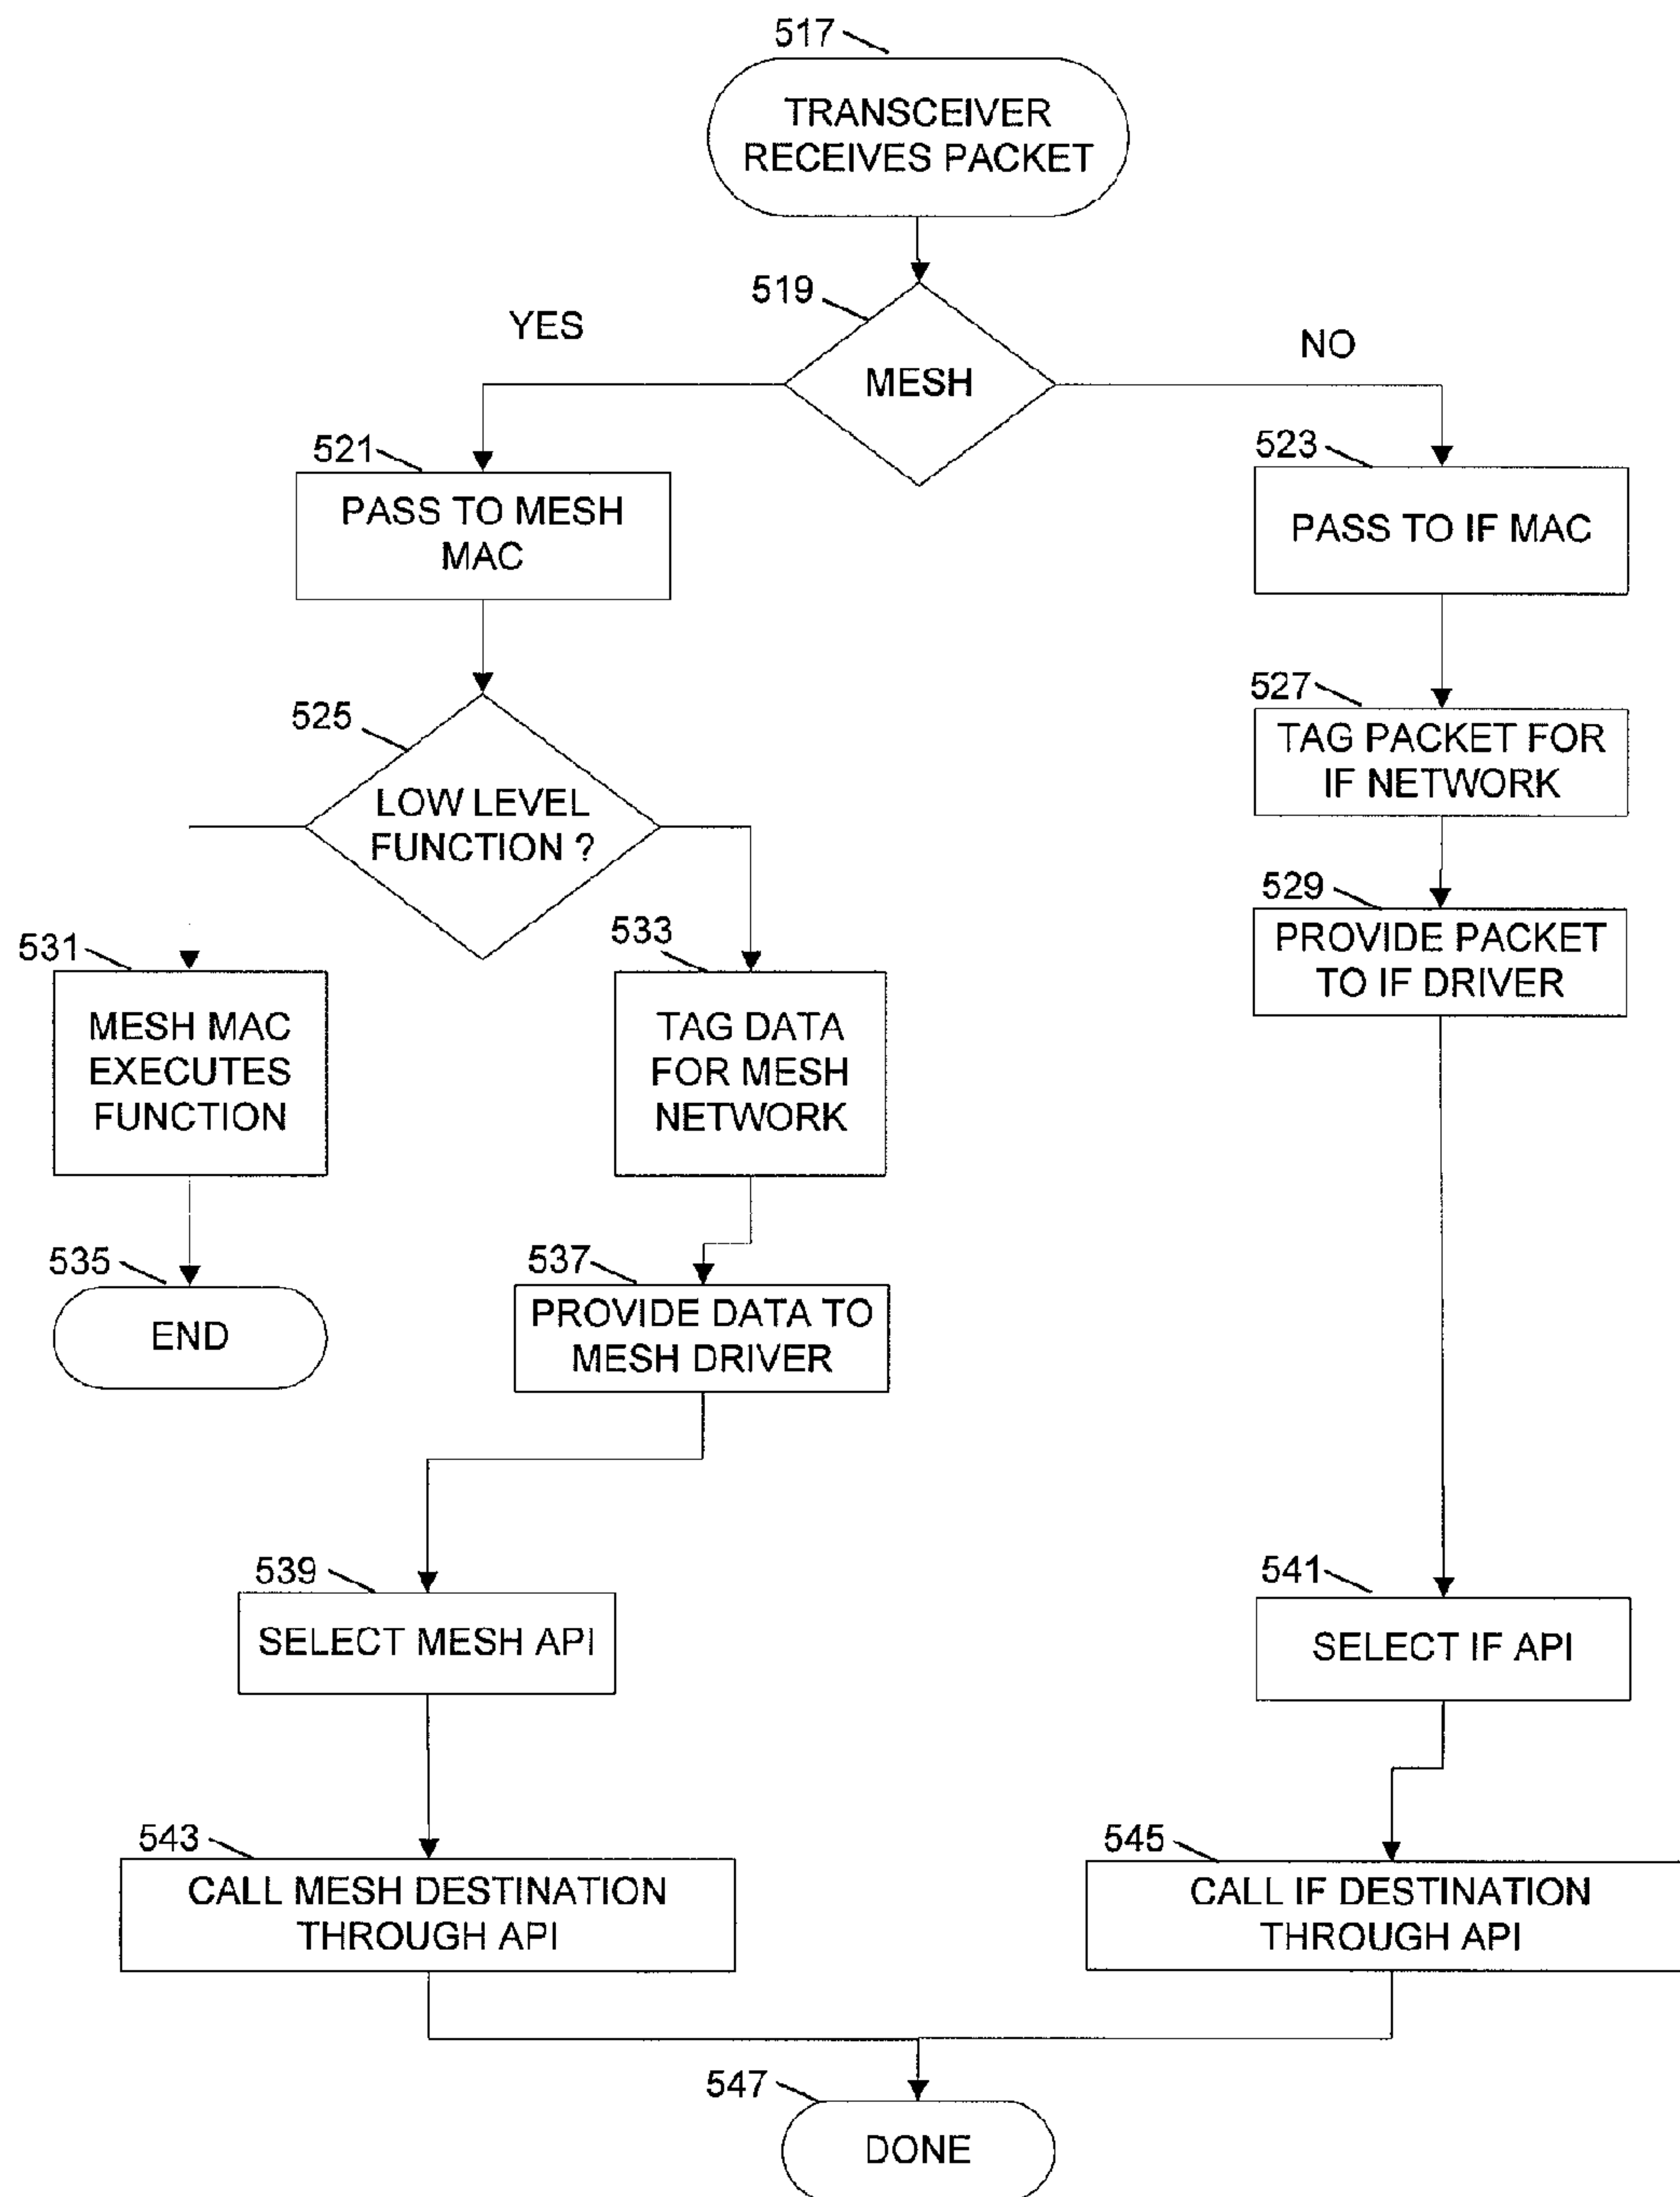 517
TRANSCEIVER
RECEIVES PACKET
519
MESH
YES
NO
521
PASS TO MESH
MAC
523
PASS TO IF MAC
525
LOW LEVEL
FUNCTION ?
527
TAG PACKET FOR
IF NETWORK
529
PROVIDE PACKET
TO IF DRIVER
531
MESH MAC
EXECUTES
FUNCTION
533
TAG DATA
FOR MESH
NETWORK
535
END
537
PROVIDE DATA TO
MESH DRIVER
539
SELECT MESH API
541
SELECT IF API
543
CALL MESH DESTINATION
THROUGH API
545
CALL IF DESTINATION
THROUGH API
547
DONE